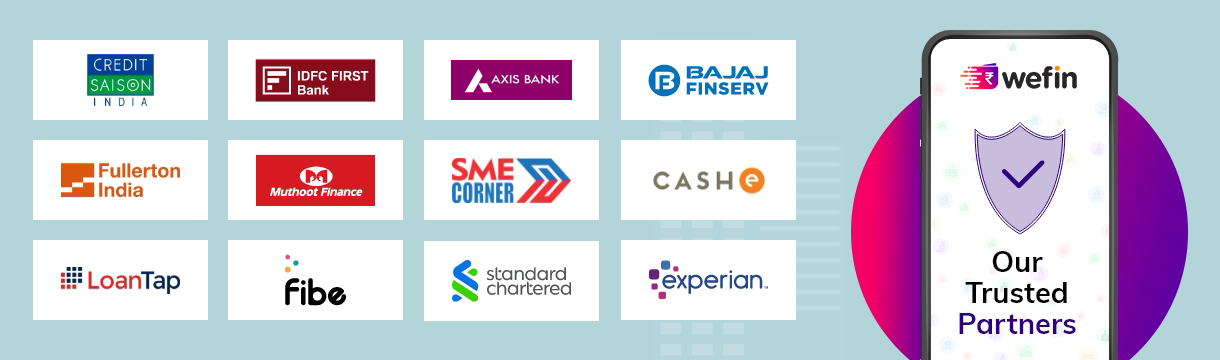 CREDIT
SAISON
INDIA
IDFC FIRST
Bank
AXIS BANK
BAJAJ
FINSERV
Fullerton
India
Muthoot Finance
SME
CORNER
CASHe
LoanTap
fibe
standard
chartered
experian™
₹ wefin
Our
Trusted
Partners